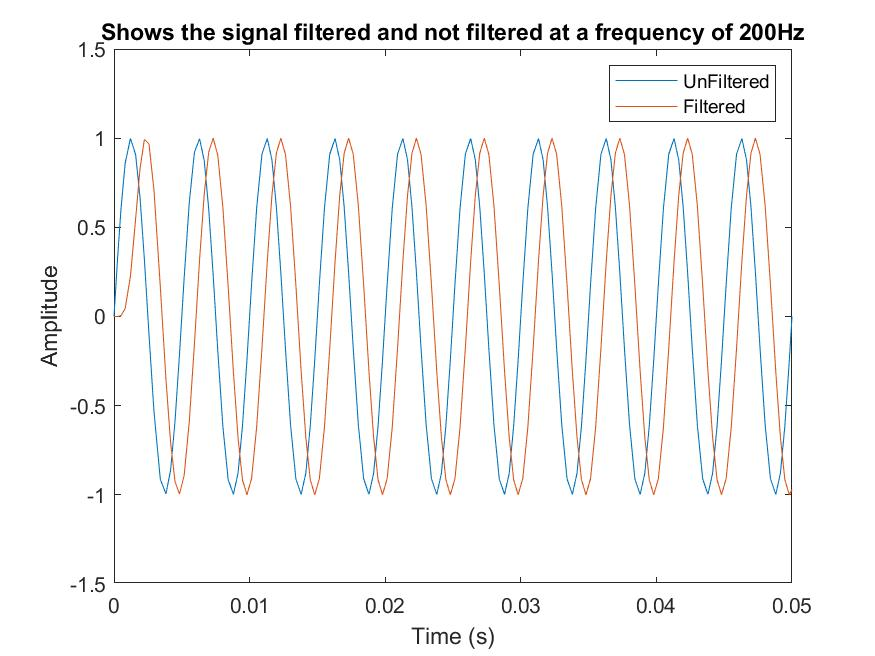 Shows the signal filtered and not filtered at a frequency of 200Hz
1.5
UnFiltered
Filtered
1
0.5
0
-0.5
-1
-1.5
Amplitude
0 0.01 0.02 0.03 0.04 0.05
Time (s)